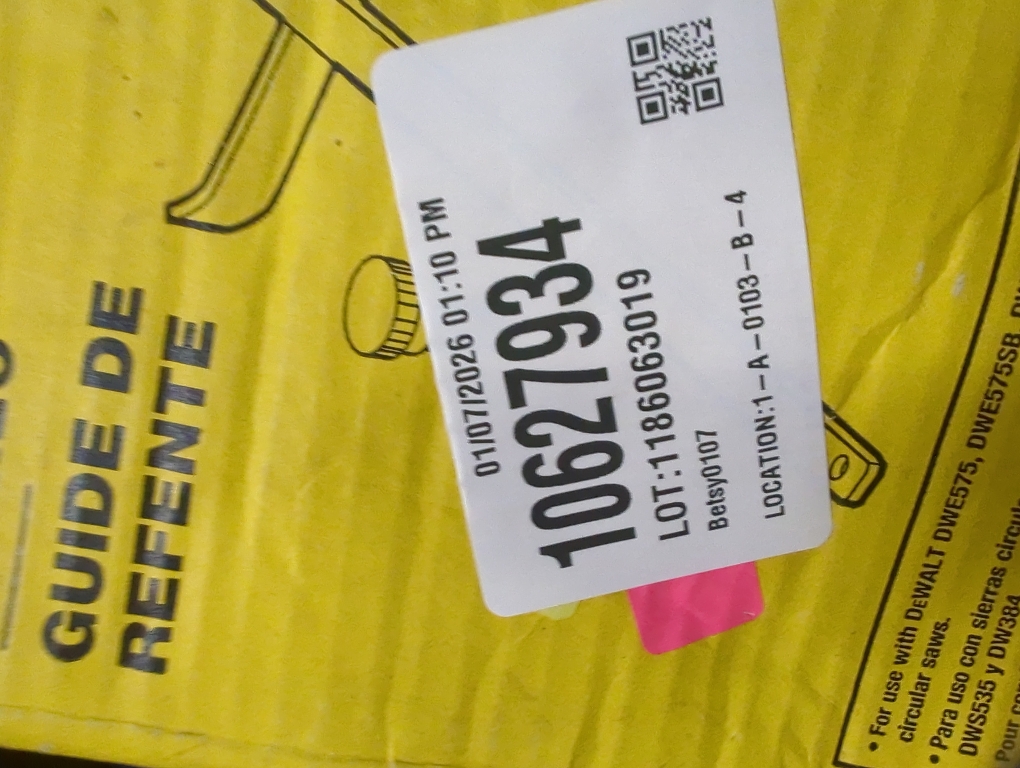 GUIDE DE
REFENTE
01/07/2026 01:10 PM
10627934
LOT:1186063019
Betsy0107
LOCATION:1-A-0103-B-4
• For use with DEWALT DWE575, DWE575SB,
circular saws.
• Para uso con sierras
DWS535 y DW384
Pour